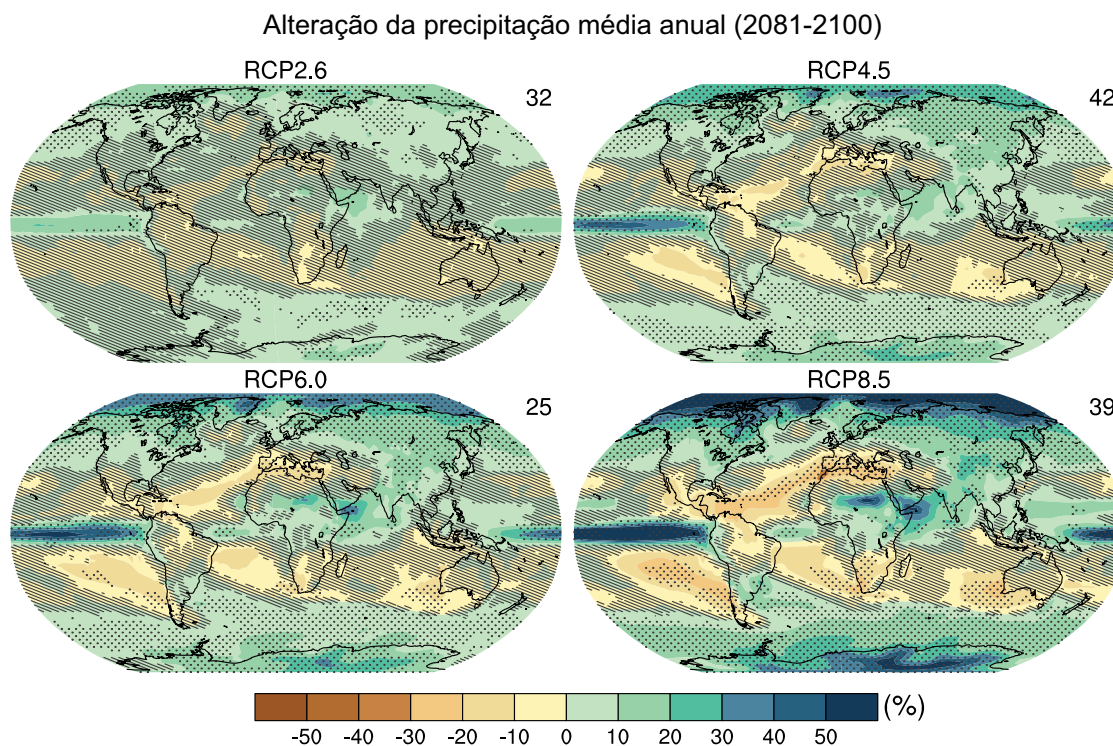 Alteração da precipitação média anual (2081-2100)
RCP2.6
32
RCP4.5
42
RCP6.0
25
RCP8.5
39
(%)
-50 -40 -30 -20 -10 0 10 20 30 40 50